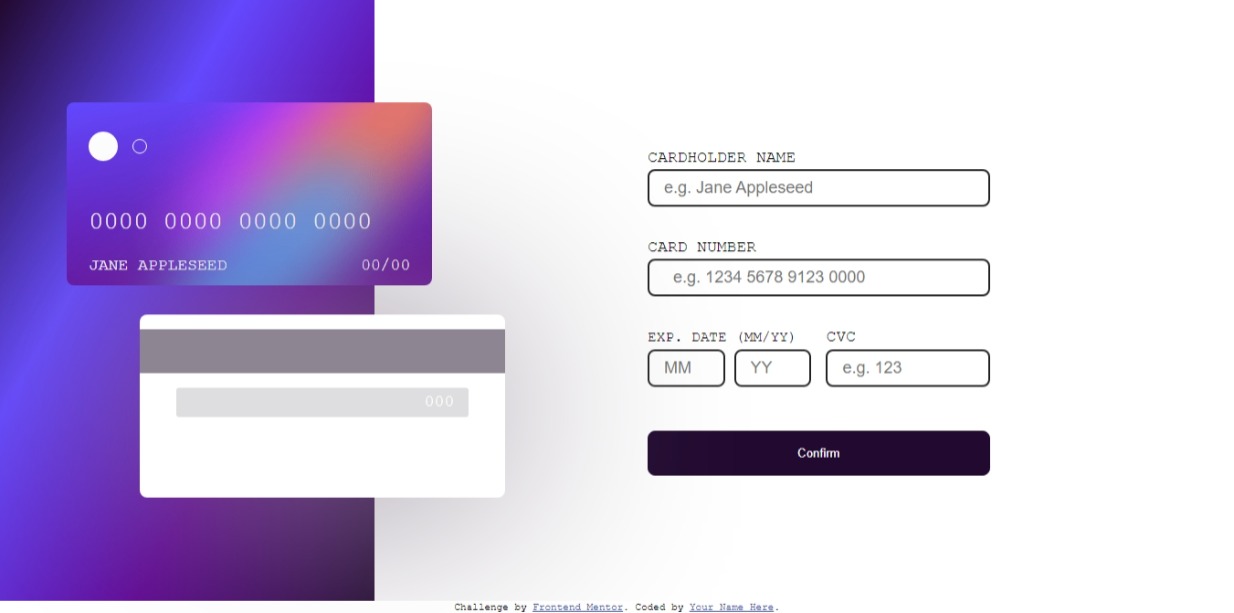 0000 0000 0000 0000
JANE APPLESEED 00/00
000
CARDHOLDER NAME
e.g. Jane Appleseed
CARD NUMBER
e.g. 1234 5678 9123 0000
EXP. DATE (MM/YY) CVC
MM YY e.g. 123
Confirm
Challenge by Frontend Mentor. Coded by Your Name Here.